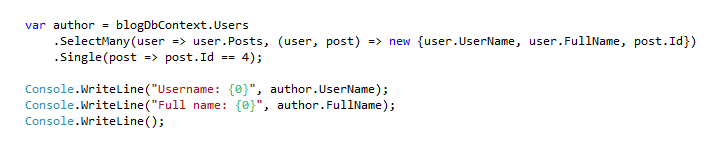 var author = blogDbContext.Users
    .SelectMany(user => user.Posts, (user, post) => new {user.UserName, user.FullName, post.Id})
    .Single(post => post.Id == 4);

Console.WriteLine("Username: {0}", author.UserName);
Console.WriteLine("Full name: {0}", author.FullName);
Console.WriteLine();